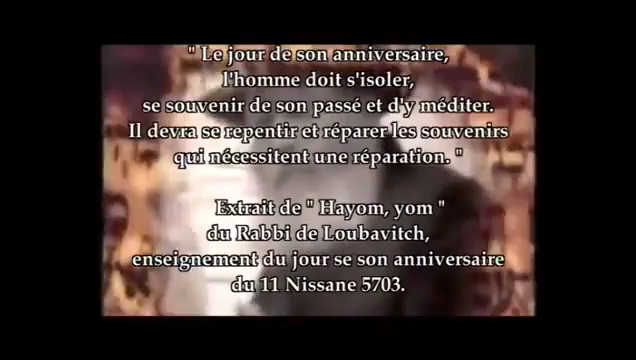 " Le jour de son anniversaire,
l'homme doit s'isoler,
se souvenir de son passé et d'y méditer.
Il devra se repentir et réparer les souvenirs
qui nécessitent une réparation. "
Extrait de " Hayom, yom "
du Rabbi de Loubavitch,
enseignement du jour se son anniversaire
du 11 Nissane 5703.